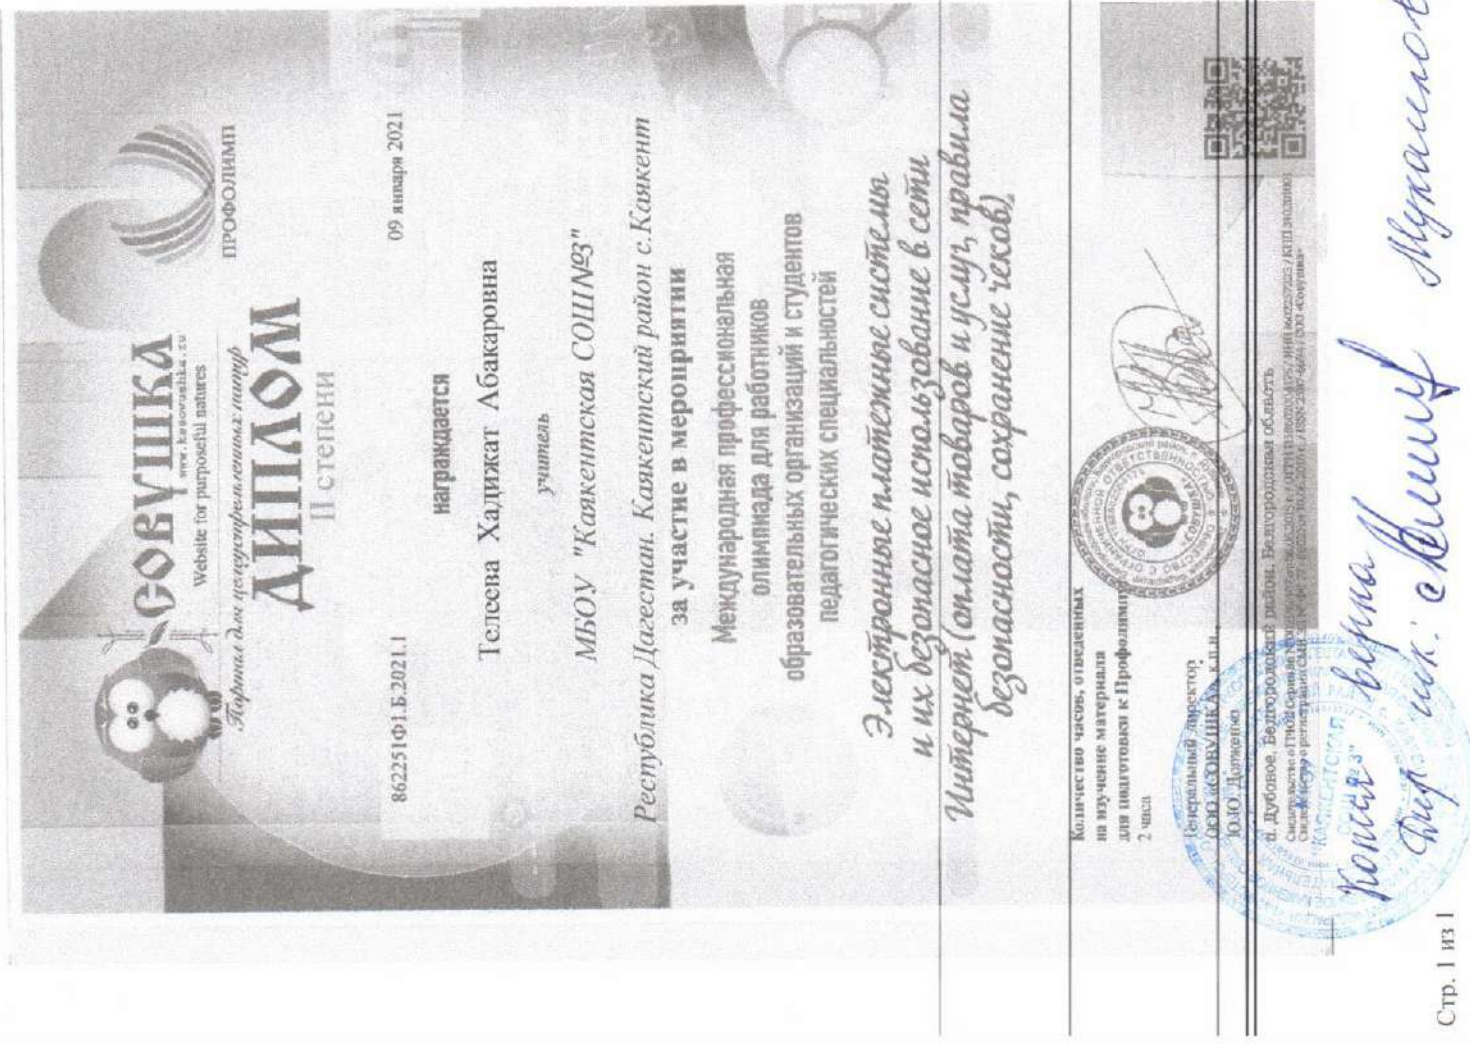 СОВУШКА
www.kssovushka.ru
Website for purposeful natures
Портал для целеустремленных натур
ПРОФОЛИМП
ДИПЛОМ
II степени
862251Ф1.Б.2021.1
09 января 2021
награждается
Телеева Хадижат Абакаровна
учитель
МБОУ "Каякентская СОШ№3"
Республика Дагестан. Каякентский район с.Каякент
за участие в мероприятии
Международная профессиональная
олимпиада для работников
образовательных организаций и студентов
педагогических специальностей
Электронные платежные системы
и их безопасное использование в сети
Интернет (оплата товаров и услуг, правила
безопасности, сохранение чеков)
Количество часов, отведенных
на изучение материала
для подготовки к Профолимпу
2 часа
Генеральный директор
ООО «СОВУШКА», к.п.н.,
Ю.Ю. Долженко
п. Дубовое, Белгородский район, Белгородская область
Копия верна
Дир. шк:
Стр. 1 из 1